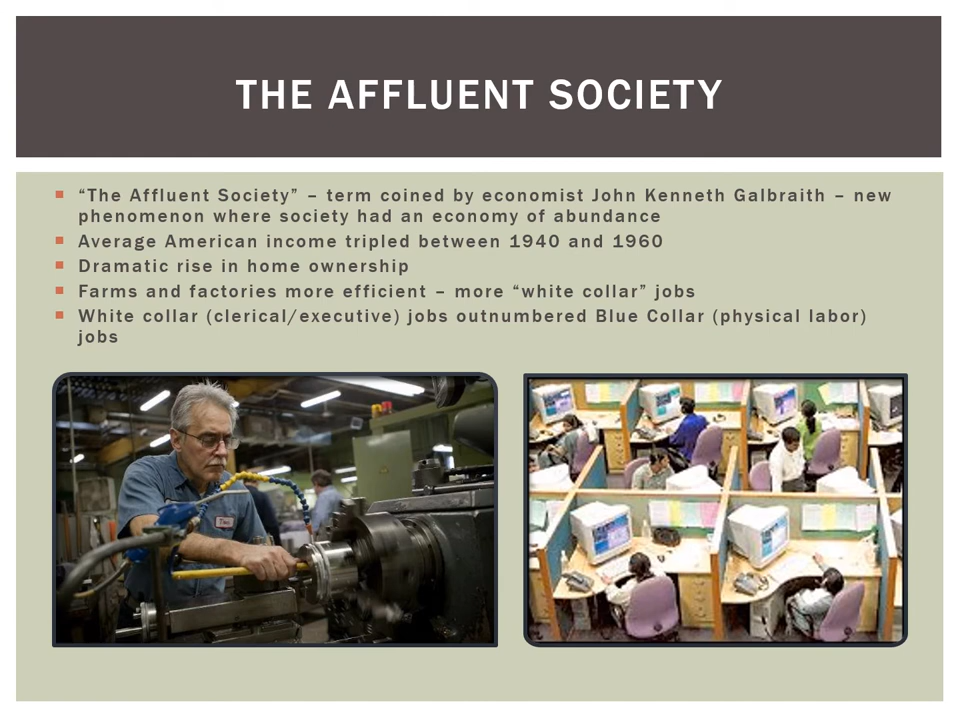 THE AFFLUENT SOCIETY
“The Affluent Society” – term coined by economist John Kenneth Galbraith – new
phenomenon where society had an economy of abundance
Average American income tripled between 1940 and 1960
Dramatic rise in home ownership
Farms and factories more efficient – more “white collar” jobs
White collar (clerical/executive) jobs outnumbered Blue Collar (physical labor)
jobs